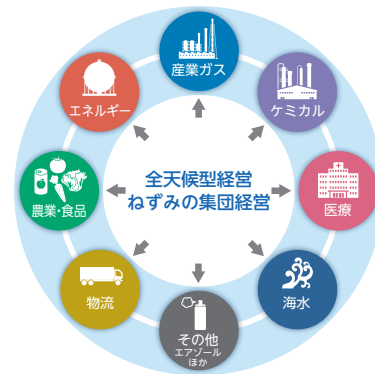 産業ガス
エネルギー
ケミカル
全天候型経営
ねずみの集団経営
農業・食品
医療
物流
海水
その他
エアゾール
ほか